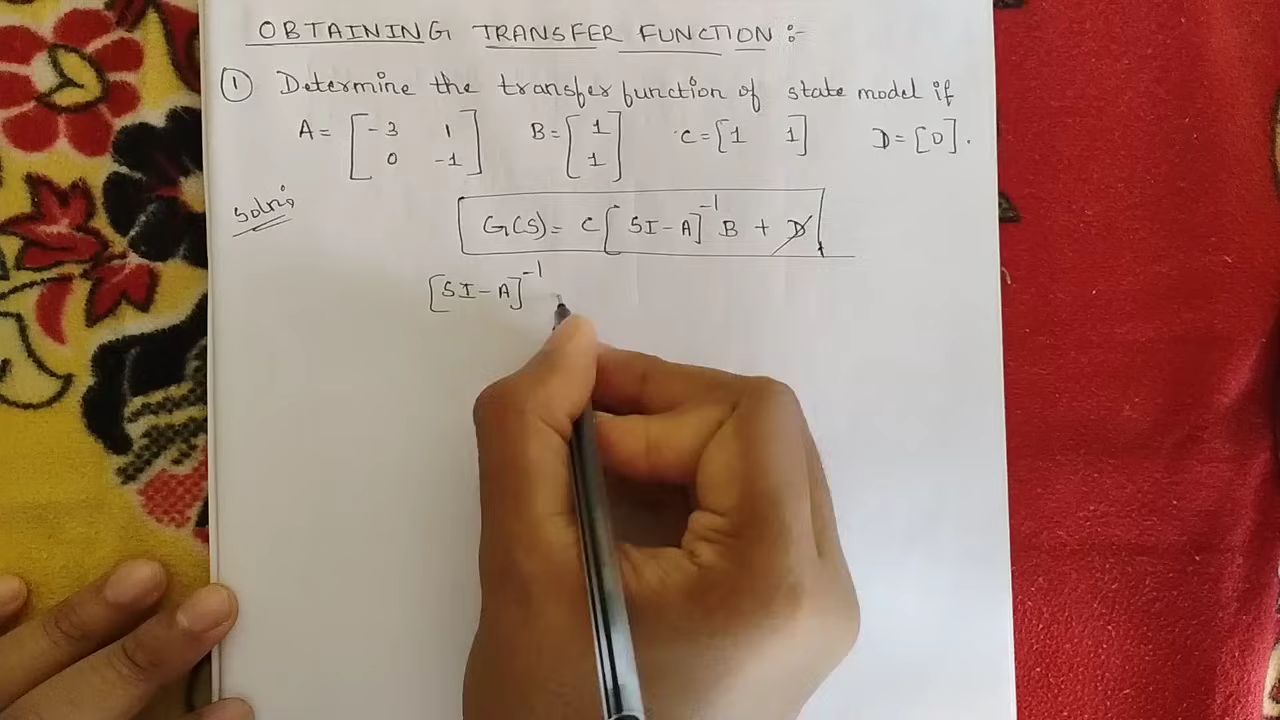 OBTAINING TRANSFER FUNCTION :-
① Determine the transfer function of state model if
A = [-3 1 B = [1 C = [1 1] D = [0].
0 -1] 1]
Soln:
G(S) = C[SI-A]⁻¹ B + D
[SI-A]⁻¹